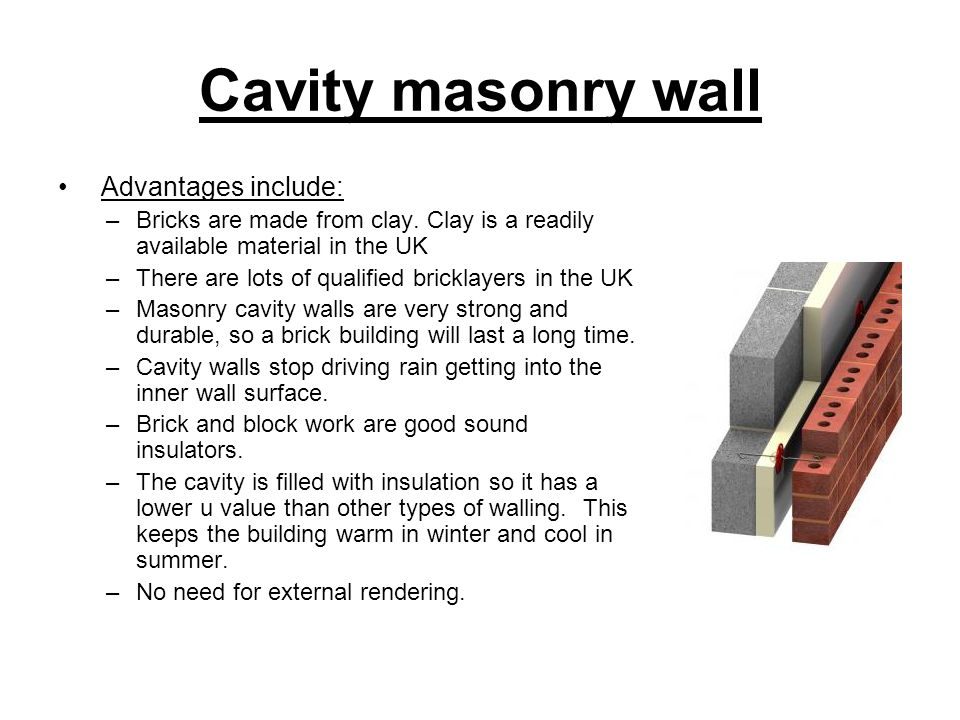 Cavity masonry wall
• Advantages include:
– Bricks are made from clay. Clay is a readily
available material in the UK
– There are lots of qualified bricklayers in the UK
– Masonry cavity walls are very strong and
durable, so a brick building will last a long time.
– Cavity walls stop driving rain getting into the
inner wall surface.
– Brick and block work are good sound
insulators.
– The cavity is filled with insulation so it has a
lower u value than other types of walling.  This
keeps the building warm in winter and cool in
summer.
– No need for external rendering.